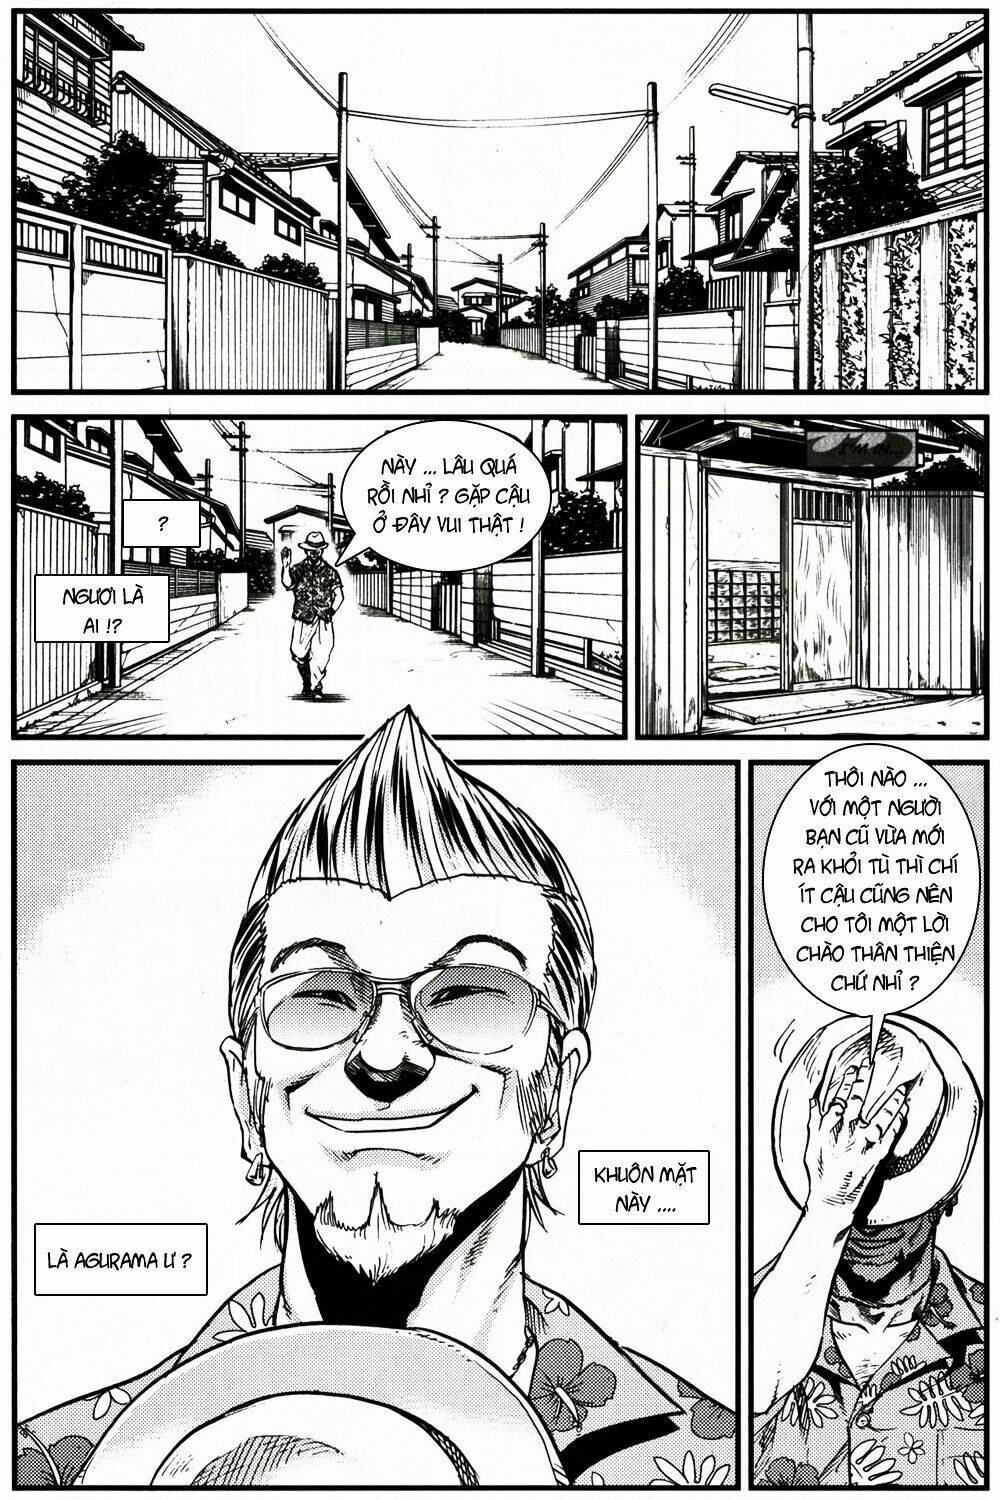 I'M IN...
NÀY ... LÂU QUÁ
RỒI NHỈ ? GẶP CẬU
Ở ĐÂY VUI THẬT !
?
NGƯƠI LÀ
AI !?
THÔI NÀO ...
VỚI MỘT NGƯỜI
BẠN CŨ VỪA MỚI
RA KHỎI TÙ THÌ CHÍ
ÍT CẬU CŨNG NÊN
CHO TÔI MỘT LỜI
CHÀO THÂN THIỆN
CHỨ NHỈ ?
KHUÔN MẶT
NÀY ....
LÀ AGURAMA Ư ?